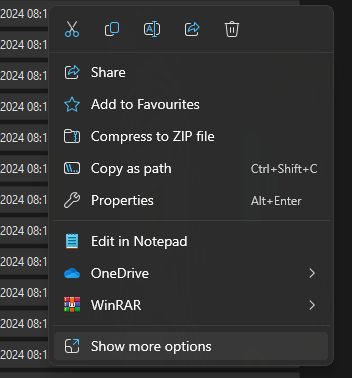 2024 08:1
2024 08:1
Share
2024 08:1
Add to Favourites
2024 08:1
Compress to ZIP file
2024 08:1
Copy as path Ctrl+Shift+C
2024 08:1
Properties Alt+Enter
2024 08:1
2024 08:1
Edit in Notepad
2024 08:1
OneDrive
2024 08:1
WinRAR
2024 08:1
2024 08:1
Show more options
2024 08:1